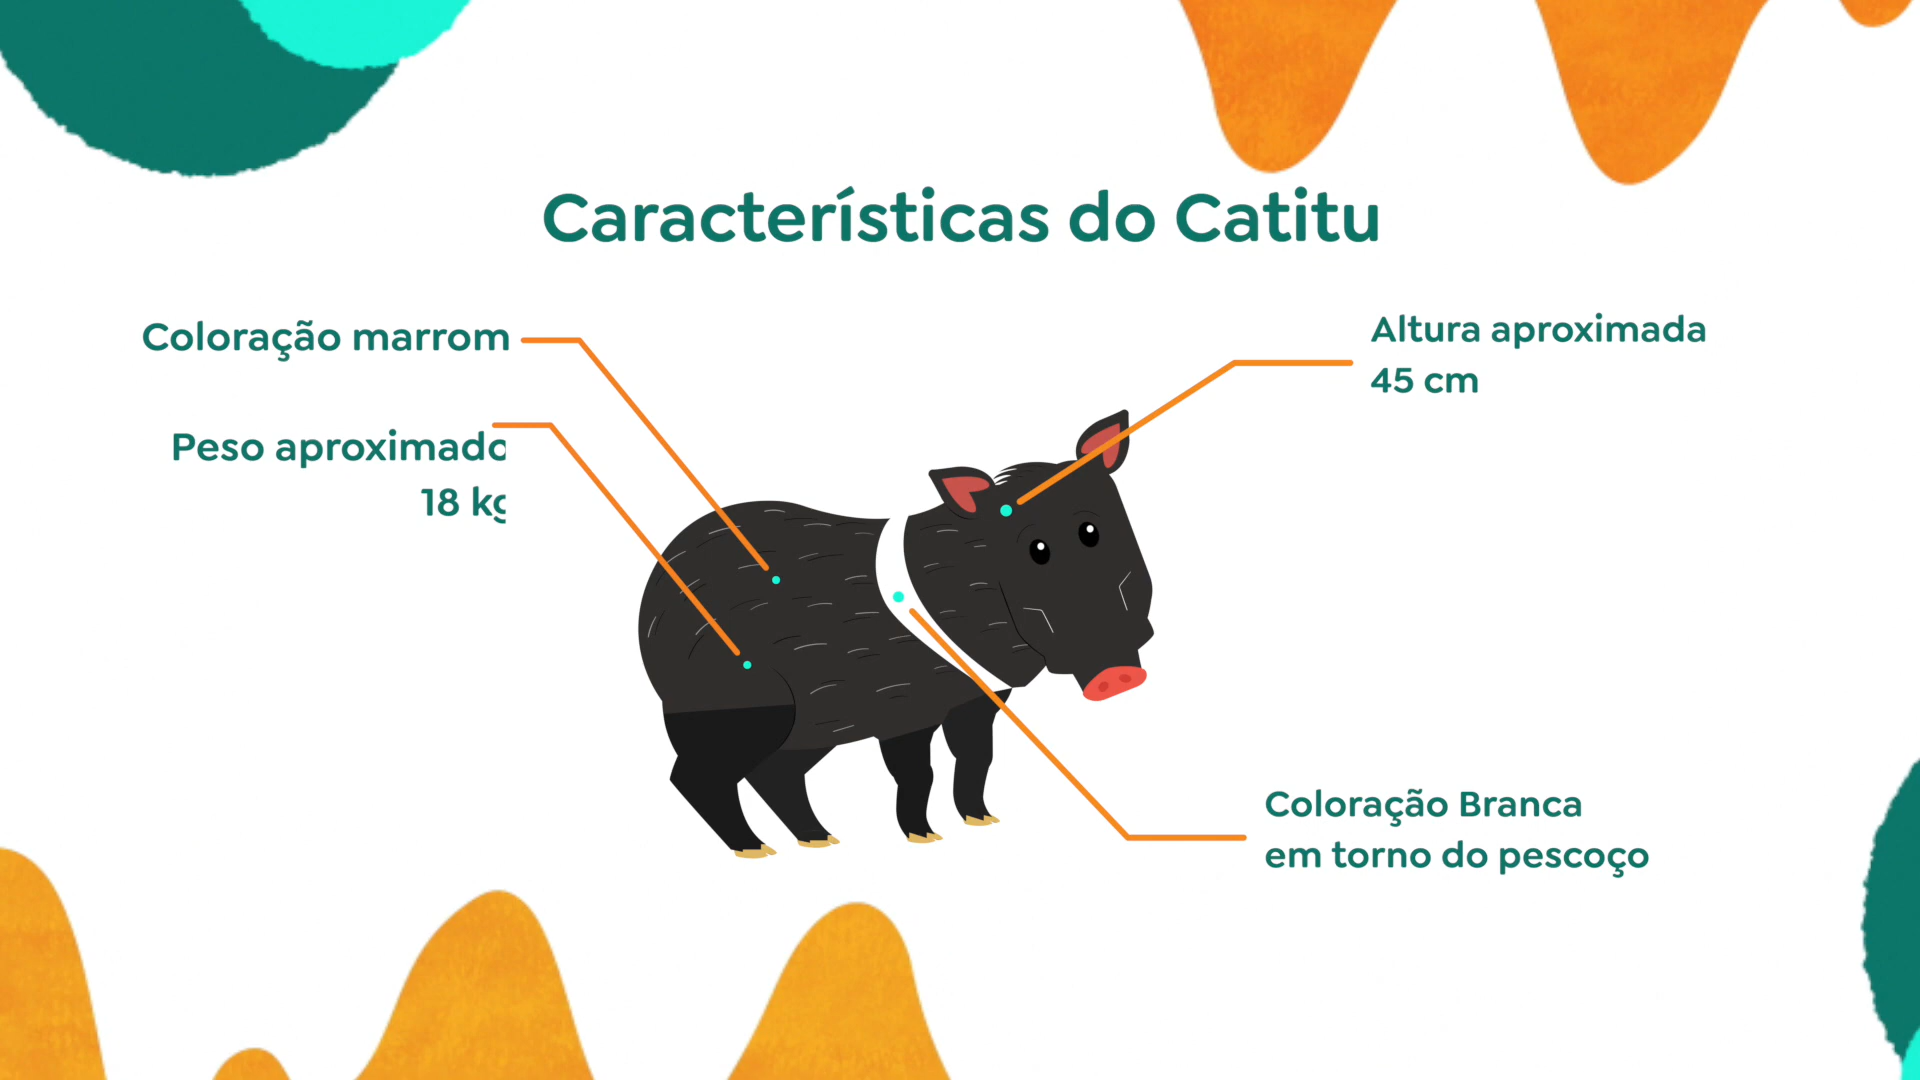 Características do Catitu
Coloração marrom
Peso aproximado
18 kg
Altura aproximada
45 cm
Coloração Branca
em torno do pescoço